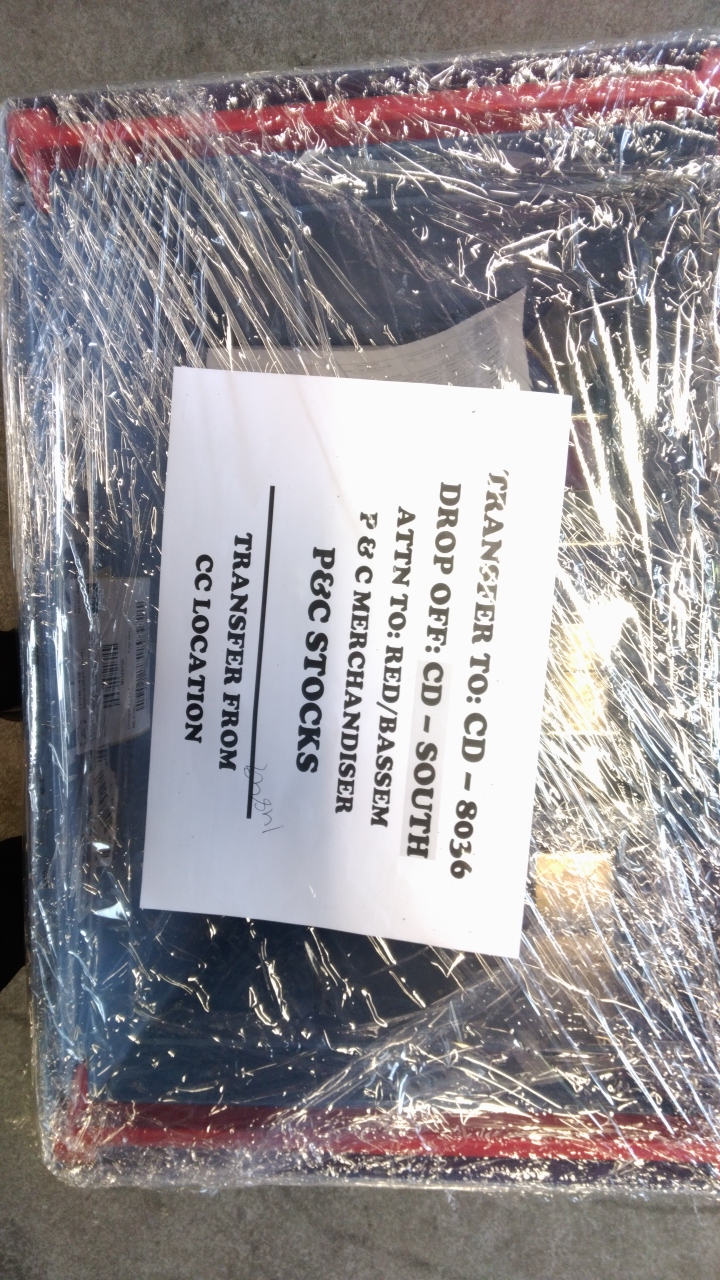 TRANSFER TO: CD – 8036
DROP OFF: CD – SOUTH
ATTN TO: RED/BASSEM
P & C MERCHANDISER
P&C STOCKS
TRANSFER FROM
CC LOCATION